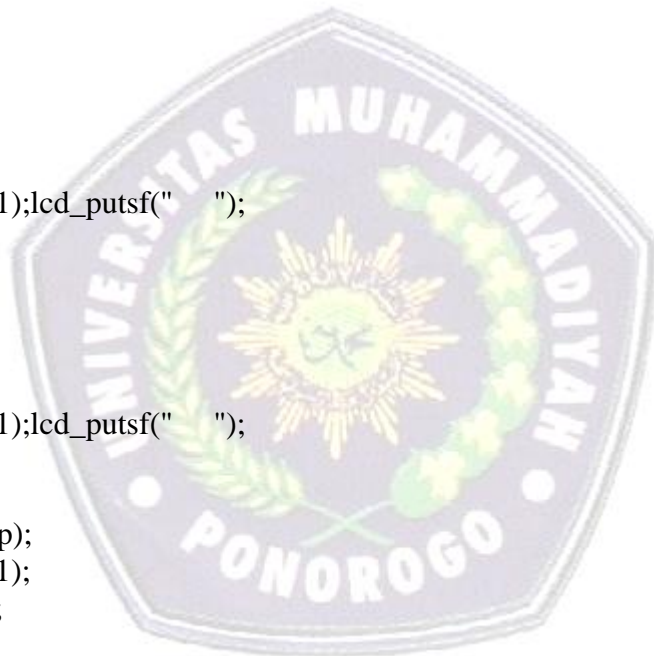 1);lcd_putsf("     ");
1);lcd_putsf("     ");
p);
1);
;
UNIVERSITAS MUHAMMADIYAH
PONOROGO